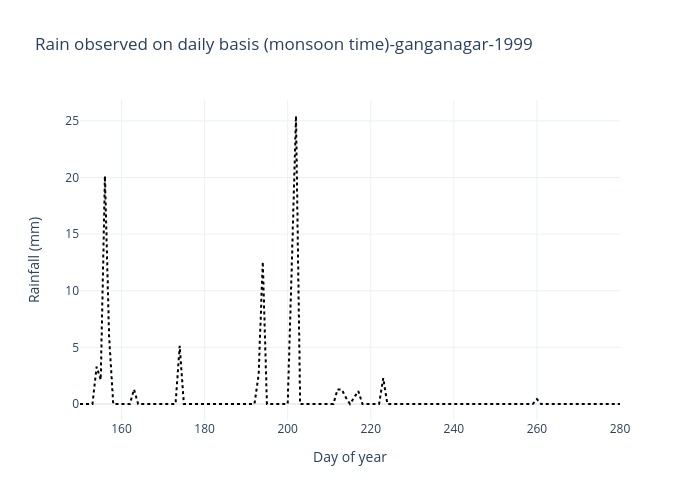 Rain observed on daily basis (monsoon time)-ganganagar-1999
25
20
15
10
5
0
Rainfall (mm)
160 180 200 220 240 260 280
Day of year